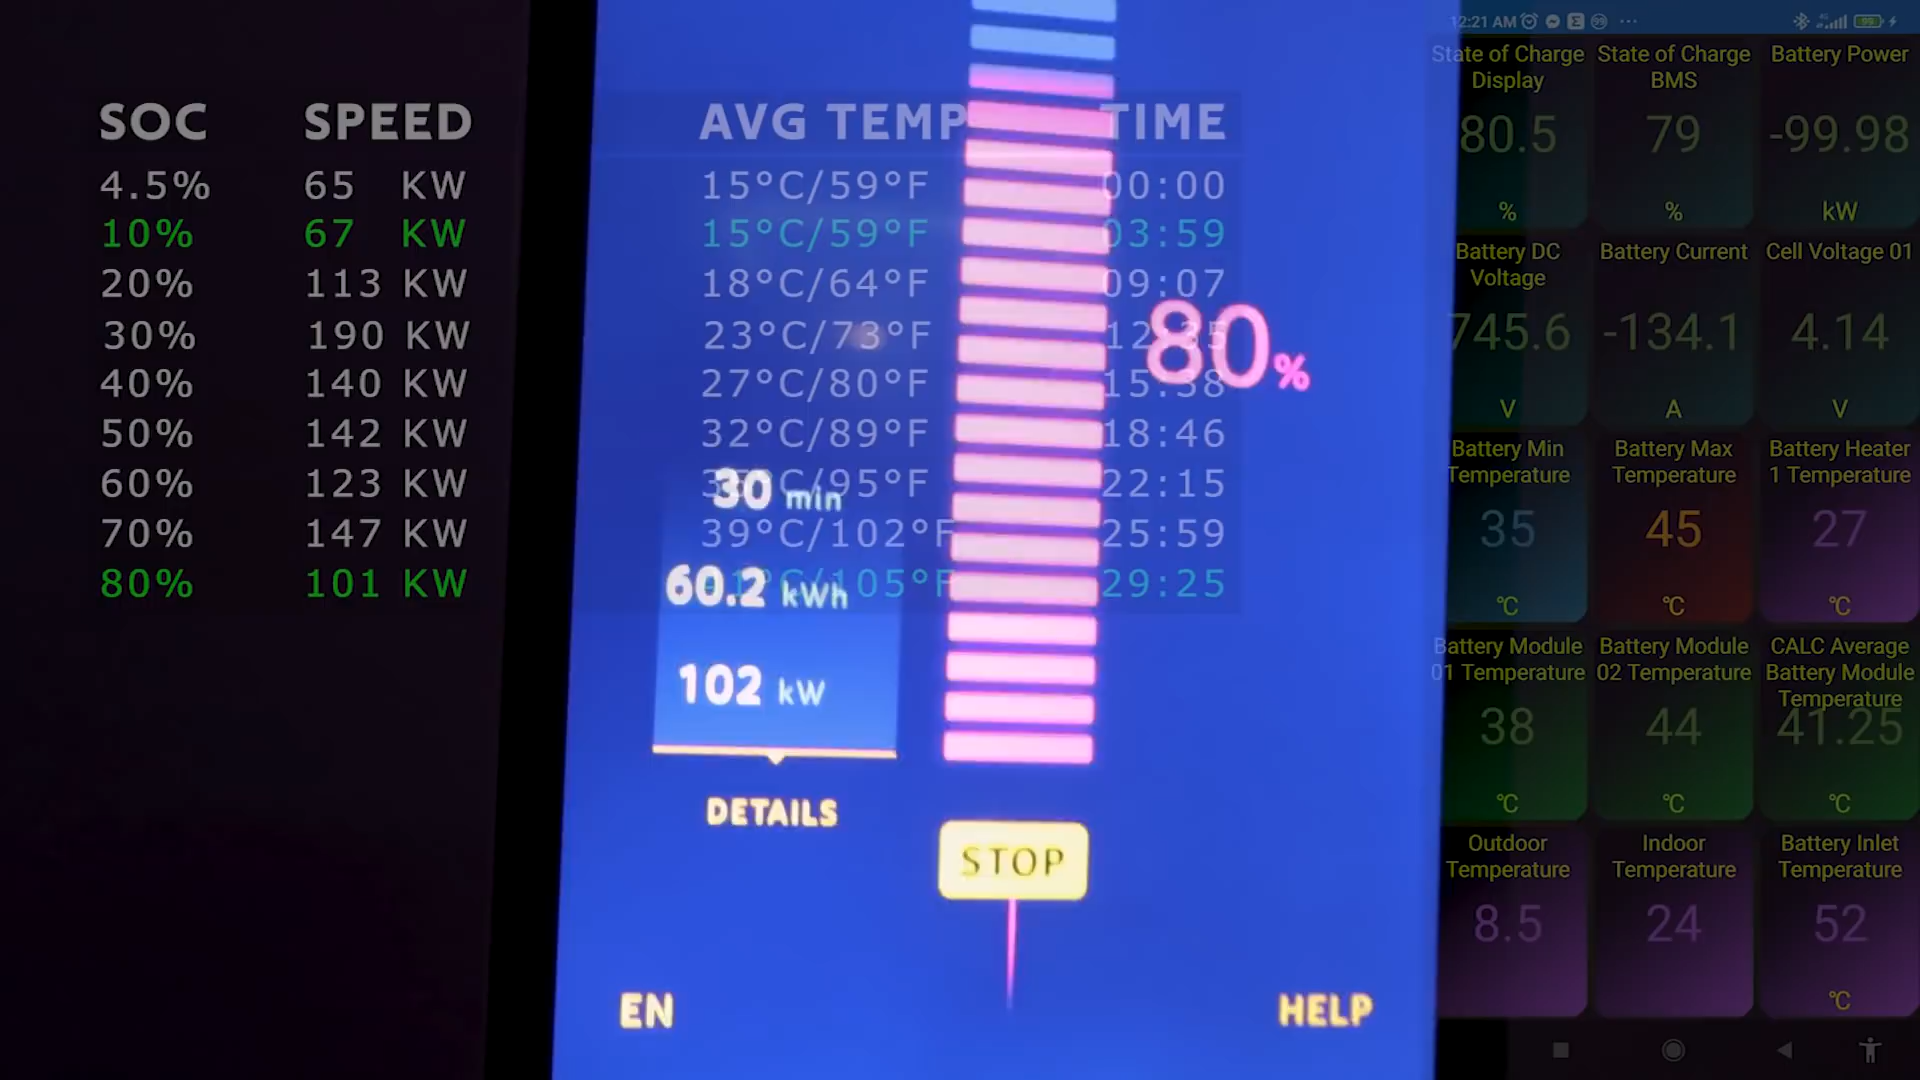 SOC SPEED AVG TEMP TIME
4.5% 65 KW 15°C/59°F 00:00
10% 67 KW 15°C/59°F 03:59
20% 113 KW 18°C/64°F 09:07
30% 190 KW 23°C/73°F 12:35
40% 140 KW 27°C/80°F 15:38
50% 142 KW 32°C/89°F 18:46
60% 123 KW 35°C/95°F 22:15
70% 147 KW 39°C/102°F 25:59
80% 101 KW 41°C/105°F 29:25
80%
30 min
60.2 kWh
102 kW
DETAILS
STOP
EN HELP
12:21 AM 99
State of Charge Display
80.5
%
State of Charge BMS
79
%
Battery Power
-99.98
kW
Battery DC Voltage
745.6
V
Battery Current
-134.1
A
Cell Voltage 01
4.14
V
Battery Min Temperature
35
°C
Battery Max Temperature
45
°C
Battery Heater 1 Temperature
27
°C
Battery Module 01 Temperature
38
°C
Battery Module 02 Temperature
44
°C
CALC Average Battery Module Temperature
41.25
°C
Outdoor Temperature
8.5
Indoor Temperature
24
Battery Inlet Temperature
52
°C